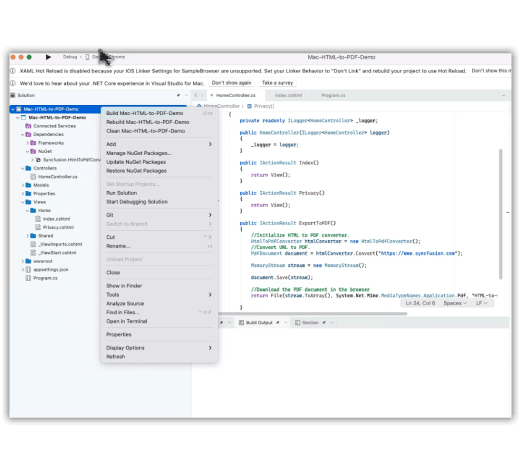 Debug
Mac-HTML-to-PDF-Demo
XAML Hot Reload is disabled because your iOS Linker Settings for SampleBrowser are unsupported. Set your Linker Behavior to "Don't Link" and rebuild your project to use Hot Reload. Don't show this m
We'd love to hear about your .NET Core experience in Visual Studio for Mac Don't show again Take a survey
Solution
HomeController.cs Index.cshtml Program.cs
HomeController Privacy()
Mac-HTML-to-PDF-Demo
Mac-HTML-to-PDF-Demo
Connected Services
Dependencies
Frameworks
NuGet
Syncfusion.HtmlToPdfCon
Controllers
HomeController.cs
Models
Properties
Views
Home
Index.cshtml
Privacy.cshtml
Shared
_ViewImports.cshtml
_ViewStart.cshtml
wwwroot
appsettings.json
Program.cs
Build Mac-HTML-to-PDF-Demo
Rebuild Mac-HTML-to-PDF-Demo
Clean Mac-HTML-to-PDF-Demo
Add
Manage NuGet Packages...
Update NuGet Packages
Restore NuGet Packages
Set Startup Projects...
Run Solution
Start Debugging Solution
Git
Switch to Branch
Cut
Rename...
Unload Project
Close
Show in Finder
Tools
Analyze Source
Find in Files...
Open in Terminal
Properties
Display Options
Refresh
{
private readonly ILogger<HomeController> _logger;
public HomeController(ILogger<HomeController> logger)
{
_logger = logger;
}
public IActionResult Index()
{
return View();
}
public IActionResult Privacy()
{
return View();
}
public IActionResult ExportToPDF()
{
//Initialize HTML to PDF converter.
HtmlToPdfConverter htmlConverter = new HtmlToPdfConverter();
//Convert URL to PDF.
PdfDocument document = htmlConverter.Convert("https://www.syncfusion.com");
MemoryStream stream = new MemoryStream();
document.Save(stream);
//Download the PDF document in the browser
return File(stream.ToArray(), System.Net.Mime.MediaTypeNames.Application.Pdf, "HTML-to-
Ln 24, Col 6 Spaces LF
Build Output